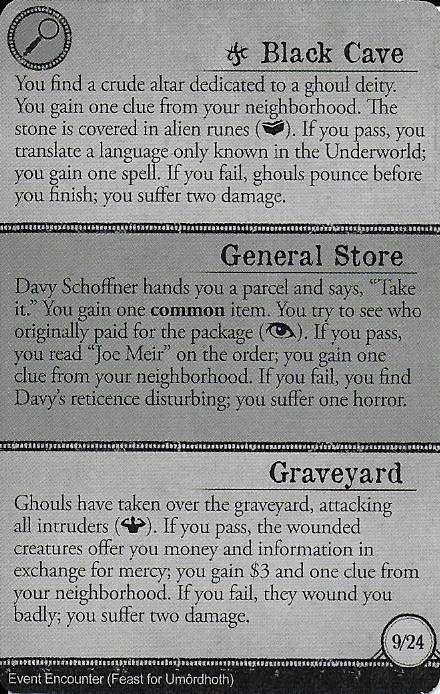 Black Cave
You find a crude altar dedicated to a ghoul deity.
You gain one clue from your neighborhood. The
stone is covered in alien runes (). If you pass, you
translate a language only known in the Underworld;
you gain one spell. If you fail, ghouls pounce before
you finish; you suffer two damage.
General Store
Davy Schoffner hands you a parcel and says, “Take
it.” You gain one common item. You try to see who
originally paid for the package (). If you pass,
you read “Joe Meir” on the order; you gain one
clue from your neighborhood. If you fail, you find
Davy’s reticence disturbing; you suffer one horror.
Graveyard
Ghouls have taken over the graveyard, attacking
all intruders (). If you pass, the wounded
creatures offer you money and information in
exchange for mercy; you gain $3 and one clue from
your neighborhood. If you fail, they wound you
badly; you suffer two damage.
9/24
Event Encounter (Feast for Umôrdhoth)